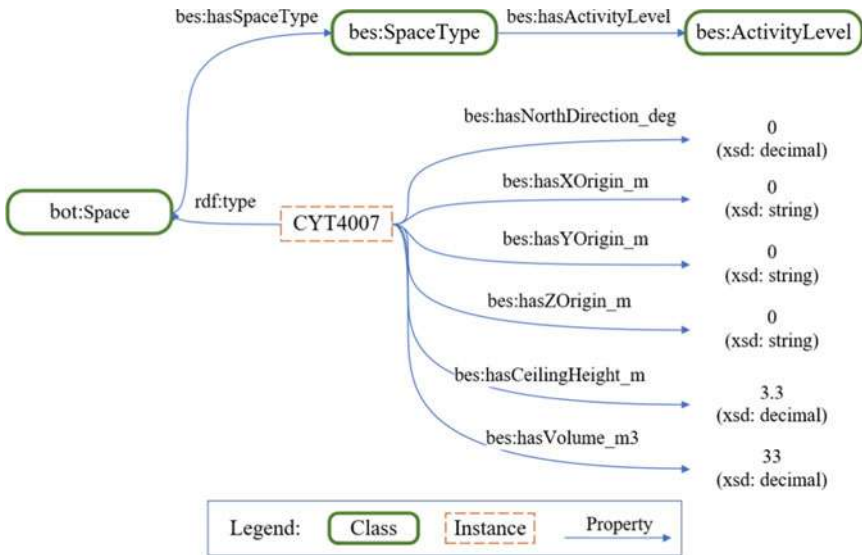 bes:hasSpaceType
bes:SpaceType
bes:hasActivityLevel
bes:ActivityLevel
bes:hasNorthDirection_deg
0
(xsd: decimal)
bot:Space
rdf:type
CYT4007
bes:hasXOrigin_m
0
(xsd: string)
bes:hasYOrigin_m
0
(xsd: string)
bes:hasZOrigin_m
0
(xsd: string)
bes:hasCeilingHeight_m
3.3
(xsd: decimal)
bes:hasVolume_m3
33
(xsd: decimal)
Legend:
Class
Instance
Property